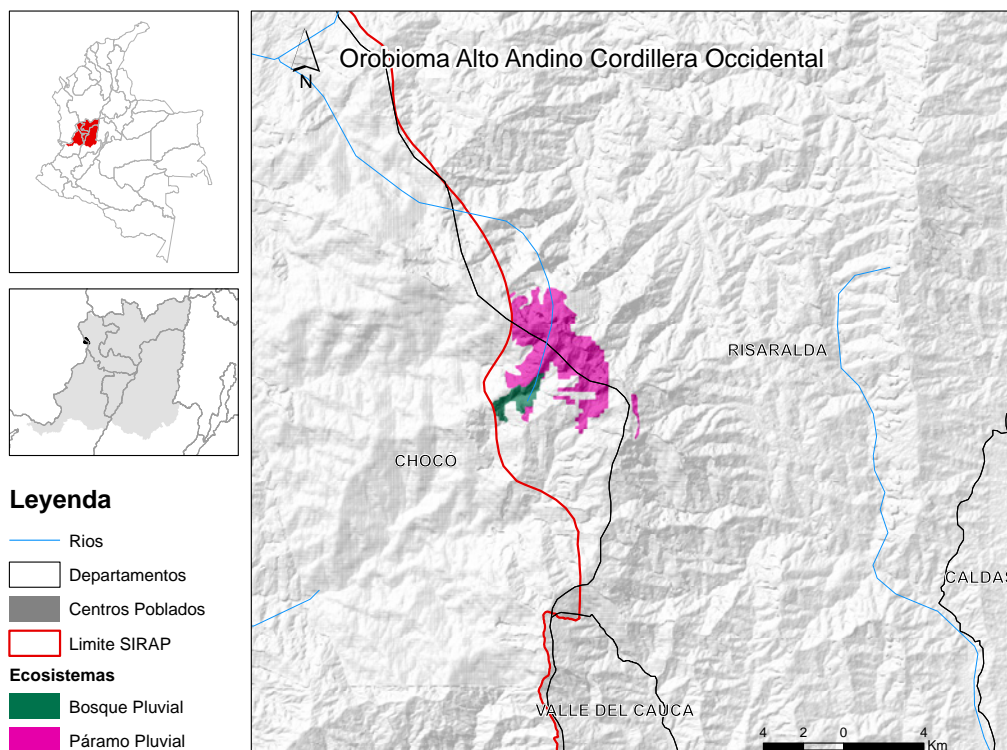 Orobioma Alto Andino Cordillera Occidental
N
RISARALDA
CHOCO
CALDAS
VALLE DEL CAUCA
4 2 0 4
Km
Leyenda
Rios
Departamentos
Centros Poblados
Limite SIRAP
Ecosistemas
Bosque Pluvial
Páramo Pluvial